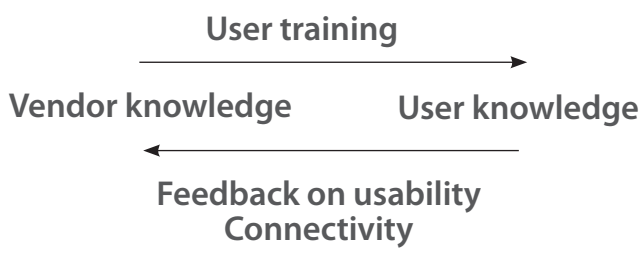 User training
Vendor knowledge
User knowledge
Feedback on usability
Connectivity